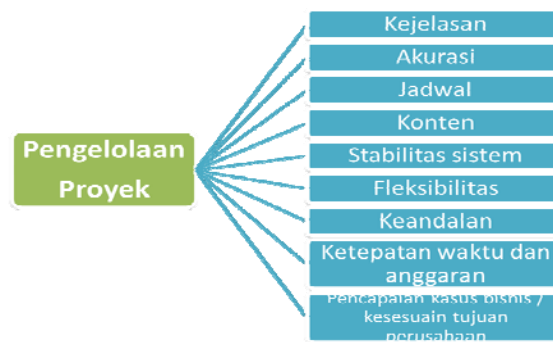 Pengelolaan
Proyek
Kejelasan
Akurasi
Jadwal
Konten
Stabilitas sistem
Fleksibilitas
Keandalan
Ketepatan waktu dan
anggaran
Pencapaian kasus bisnis /
kesesuain tujuan
perusahaan